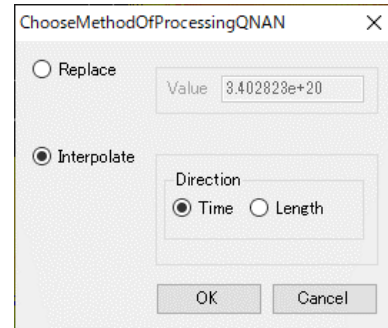 ChooseMethodOfProcessingQNAN
Replace
Value 3.402823e+20
Interpolate
Direction
Time Length
OK Cancel